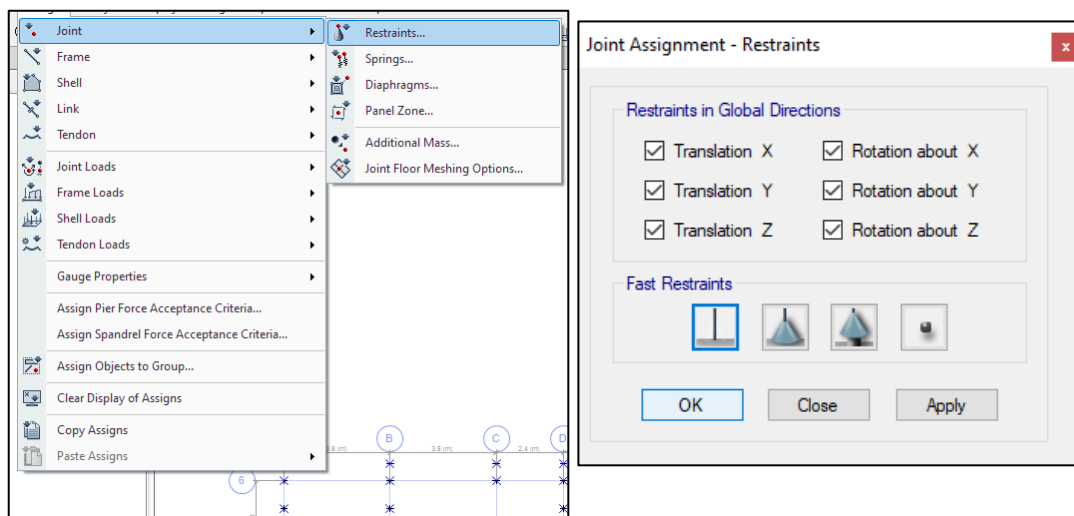 Joint
Frame
Shell
Link
Tendon
Joint Loads
Frame Loads
Shell Loads
Tendon Loads
Gauge Properties
Assign Pier Force Acceptance Criteria...
Assign Spandrel Force Acceptance Criteria...
Assign Objects to Group...
Clear Display of Assigns
Copy Assigns
Paste Assigns
Restraints...
Springs...
Diaphragms...
Panel Zone...
Additional Mass...
Joint Floor Meshing Options...
B C D
3.8 (m) 2.4 (m)
6
Joint Assignment - Restraints
x
Restraints in Global Directions
Translation X Rotation about X
Translation Y Rotation about Y
Translation Z Rotation about Z
Fast Restraints
OK Close Apply